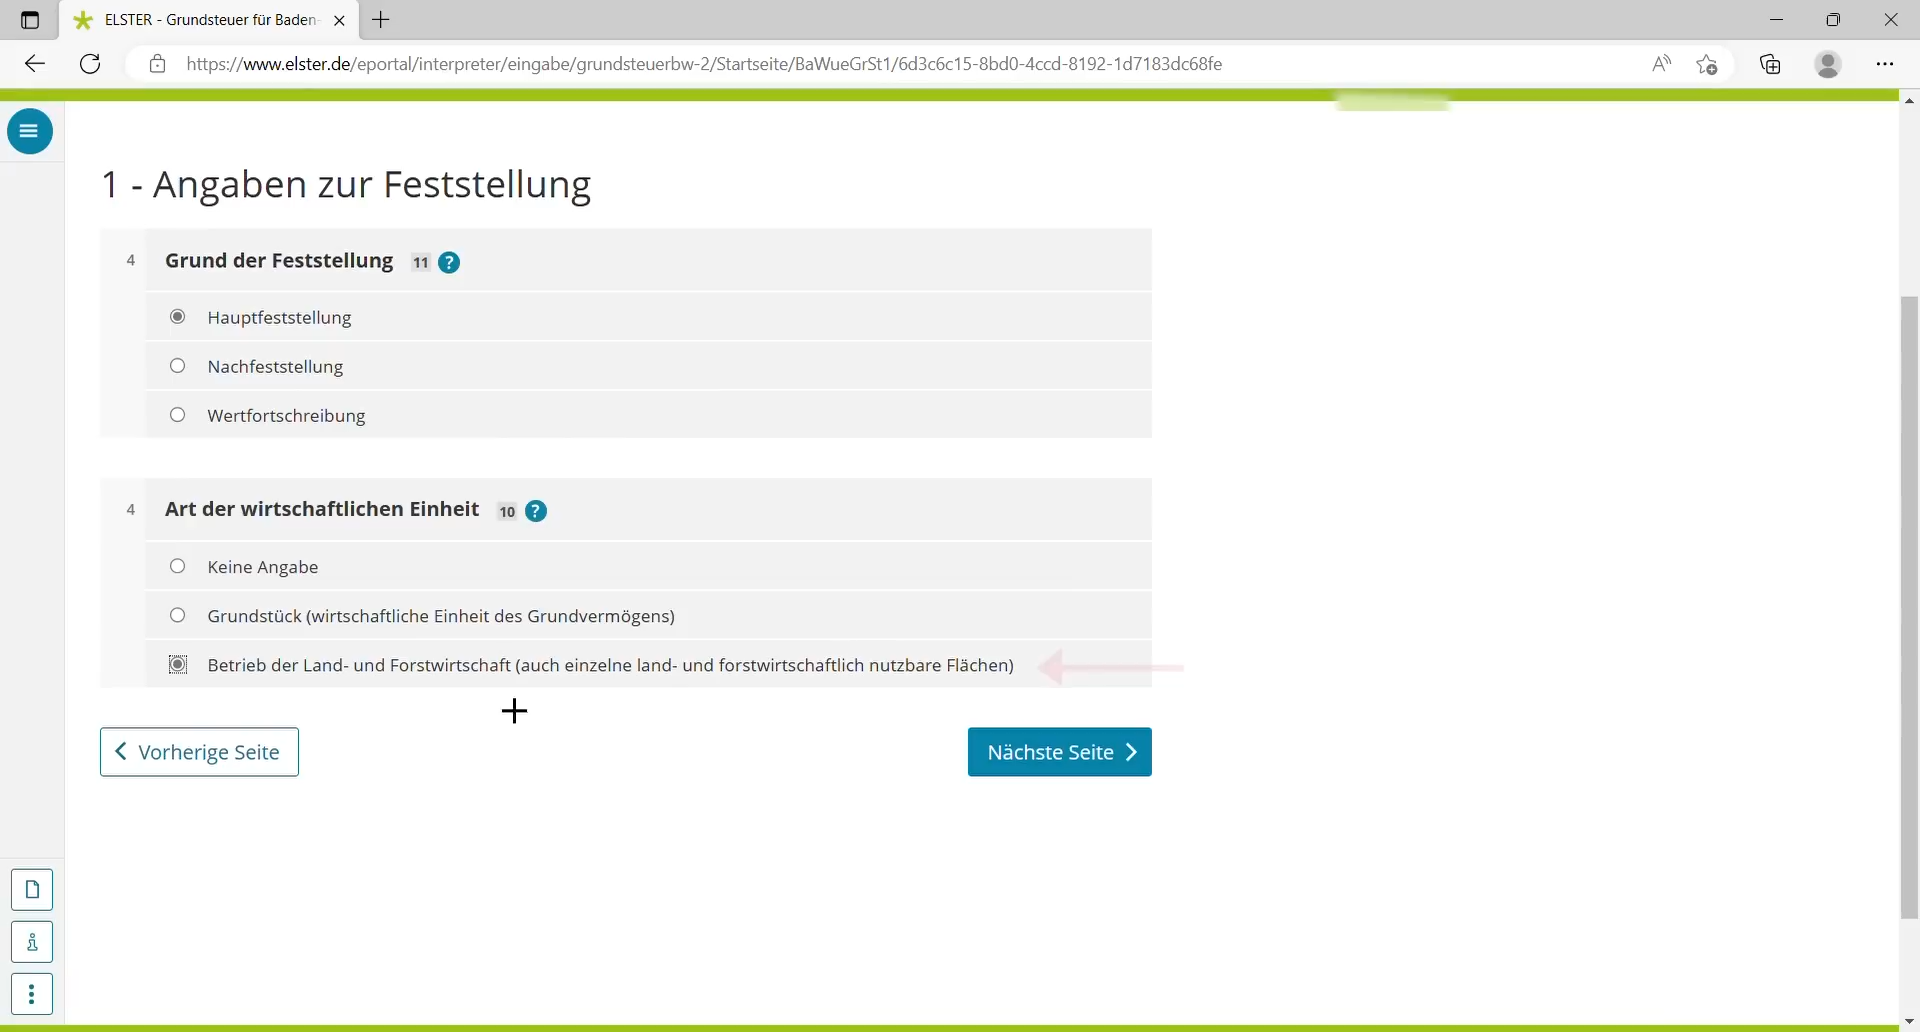 ELSTER - Grundsteuer für Baden-
https://www.elster.de/eportal/interpreter/eingabe/grundsteuerbw-2/Startseite/BaWueGrSt1/6d3c6c15-8bd0-4ccd-8192-1d7183dc68fe
1 - Angaben zur Feststellung
4 Grund der Feststellung 11 ?
Hauptfeststellung
Nachfeststellung
Wertfortschreibung
4 Art der wirtschaftlichen Einheit 10 ?
Keine Angabe
Grundstück (wirtschaftliche Einheit des Grundvermögens)
Betrieb der Land- und Forstwirtschaft (auch einzelne land- und forstwirtschaftlich nutzbare Flächen)
Vorherige Seite
Nächste Seite